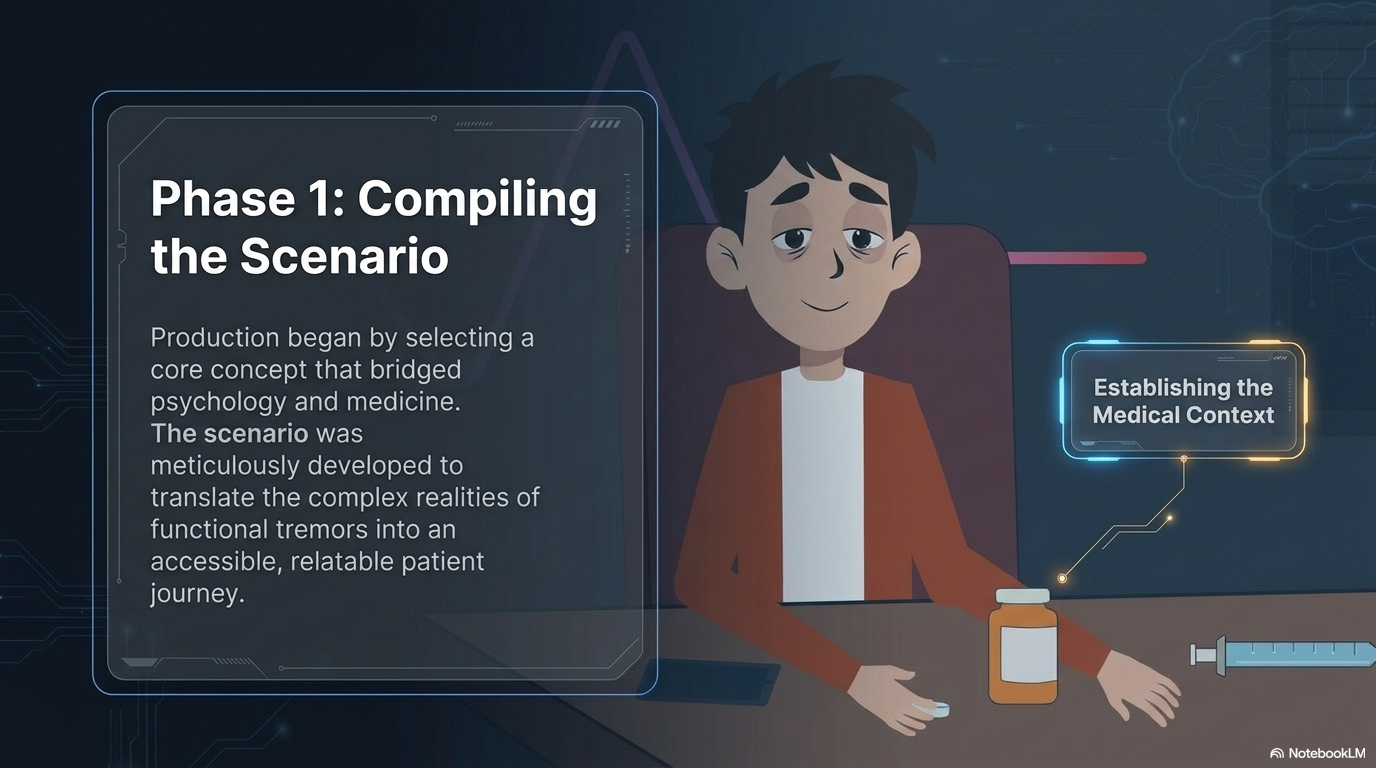 Phase 1: Compiling
the Scenario
Production began by selecting a
core concept that bridged
psychology and medicine.
The scenario was
meticulously developed to
translate the complex realities of
functional tremors into an
accessible, relatable patient
journey.
Establishing the
Medical Context
NotebookLM